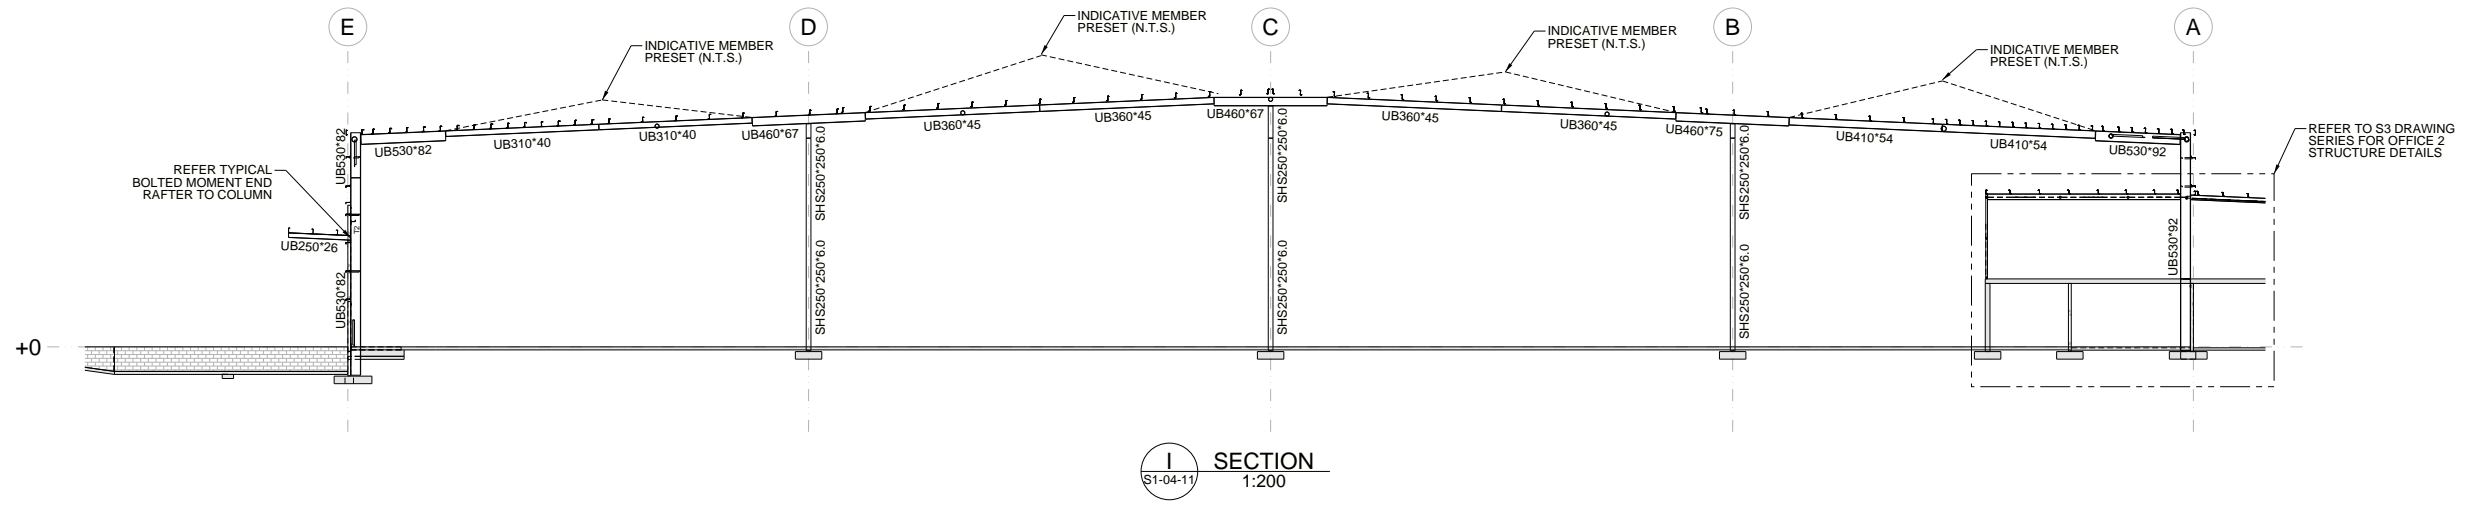 E
D
C
B
A
INDICATIVE MEMBER
PRESET (N.T.S.)
INDICATIVE MEMBER
PRESET (N.T.S.)
INDICATIVE MEMBER
PRESET (N.T.S.)
INDICATIVE MEMBER
PRESET (N.T.S.)
UB530*82
UB530*82
UB310*40
UB310*40
UB460*67
UB360*45
UB360*45
UB460*67
UB360*45
UB360*45
UB460*75
UB410*54
UB410*54
UB530*92
REFER TYPICAL
BOLTED MOMENT END
RAFTER TO COLUMN
REFER TO S3 DRAWING
SERIES FOR OFFICE 2
STRUCTURE DETAILS
SHS250*250*6.0
SHS250*250*6.0
SHS250*250*6.0
T2
UB250*26
UB530*82
SHS250*250*6.0
SHS250*250*6.0
SHS250*250*6.0
UB530*92
+0
I
S1-04-11
SECTION
1:200